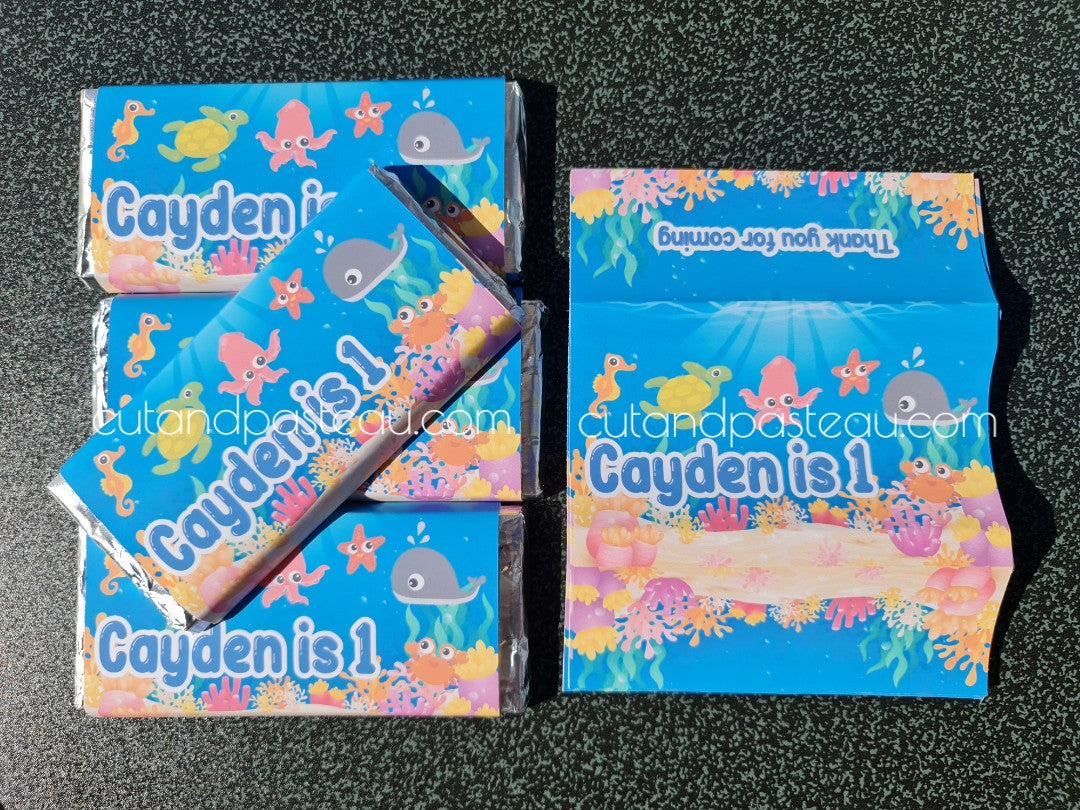 Cayden is
Cayden is 1
Cayden is 1
Thank you for coming
Cayden is 1
cutandpasteau.com
cutandpasteau.com